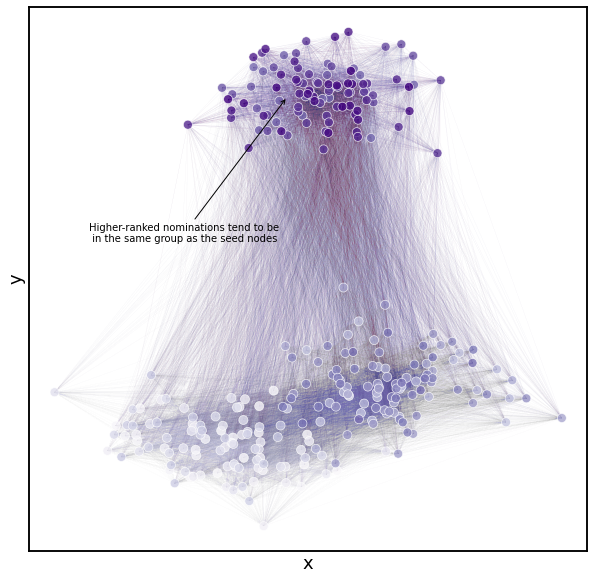 Higher-ranked nominations tend to be
in the same group as the seed nodes
y
x